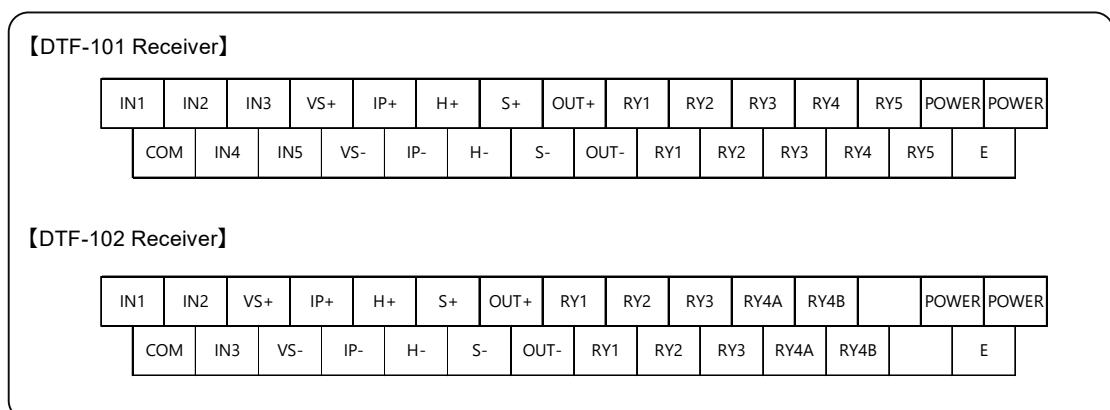 【DTF-101 Receiver】
IN1 IN2 IN3 VS+ IP+ H+ S+ OUT+ RY1 RY2 RY3 RY4 RY5 POWER POWER
COM IN4 IN5 VS- IP- H- S- OUT- RY1 RY2 RY3 RY4 RY5 E
【DTF-102 Receiver】
IN1 IN2 VS+ IP+ H+ S+ OUT+ RY1 RY2 RY3 RY4A RY4B POWER POWER
COM IN3 VS- IP- H- S- OUT- RY1 RY2 RY3 RY4A RY4B E